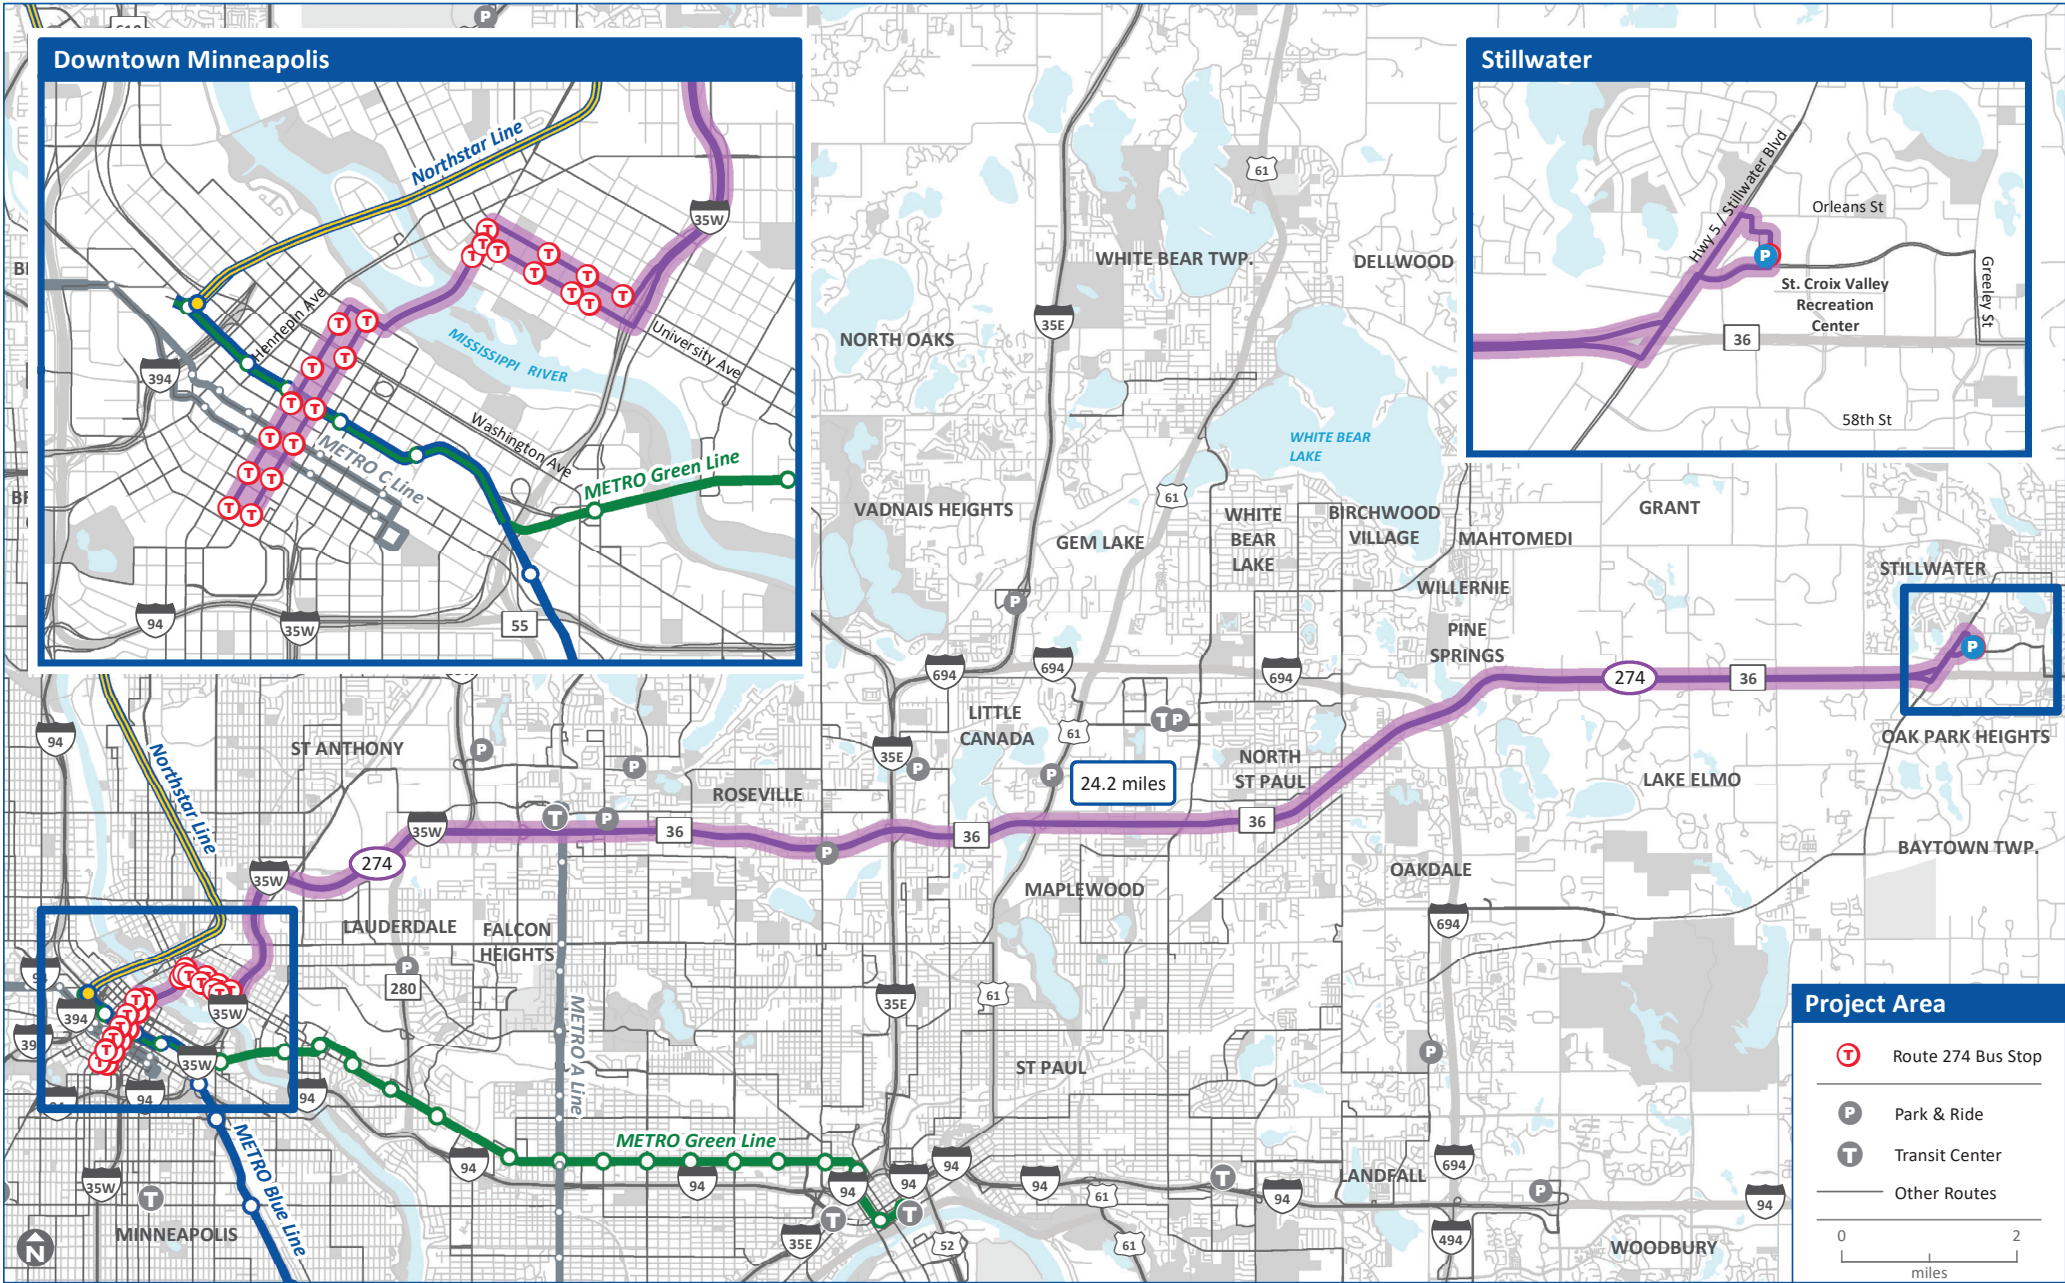 Downtown Minneapolis
Northstar Line
35W
Hennepin Ave
MISSISSIPPI RIVER
University Ave
394
Washington Ave
METRO C Line
METRO Green Line
94
35W
55
Stillwater
Hwy 5 / Stillwater Blvd
Orleans St
St. Croix Valley
Recreation
Center
Greeley St
36
58th St
61
WHITE BEAR TWP.
DELLWOOD
35E
NORTH OAKS
WHITE BEAR
LAKE
61
VADNAIS HEIGHTS
GEM LAKE
WHITE
BEAR
LAKE
BIRCHWOOD
VILLAGE
MAHTOMEDI
GRANT
WILLERNIE
STILLWATER
PINE
SPRINGS
694
694
694
274
36
94
ST ANTHONY
Northstar Line
LITTLE
CANADA
61
35E
NORTH
ST PAUL
24.2 miles
ROSEVILLE
LAKE ELMO
OAK PARK HEIGHTS
35W
36
36
36
274
35W
BAYTOWN TWP.
OAKDALE
MAPLEWOOD
LAUDERDALE
FALCON
HEIGHTS
694
280
394
35W
35E
61
METRO A Line
35W
ST PAUL
94
94
METRO Green Line
METRO Blue Line
94
94
94
94
94
94
61
94
94
LANDFALL
694
35W
MINNEAPOLIS
35E
52
61
494
WOODBURY
Project Area
T Route 274 Bus Stop
P Park & Ride
T Transit Center
Other Routes
0 2
miles
N